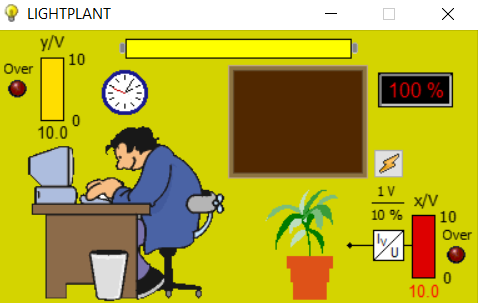 LIGHTPLANT
y/V
Over
10
0
10.0
100 %
1 V
10 %
x/V
10
Over
0
10.0
I/V
U